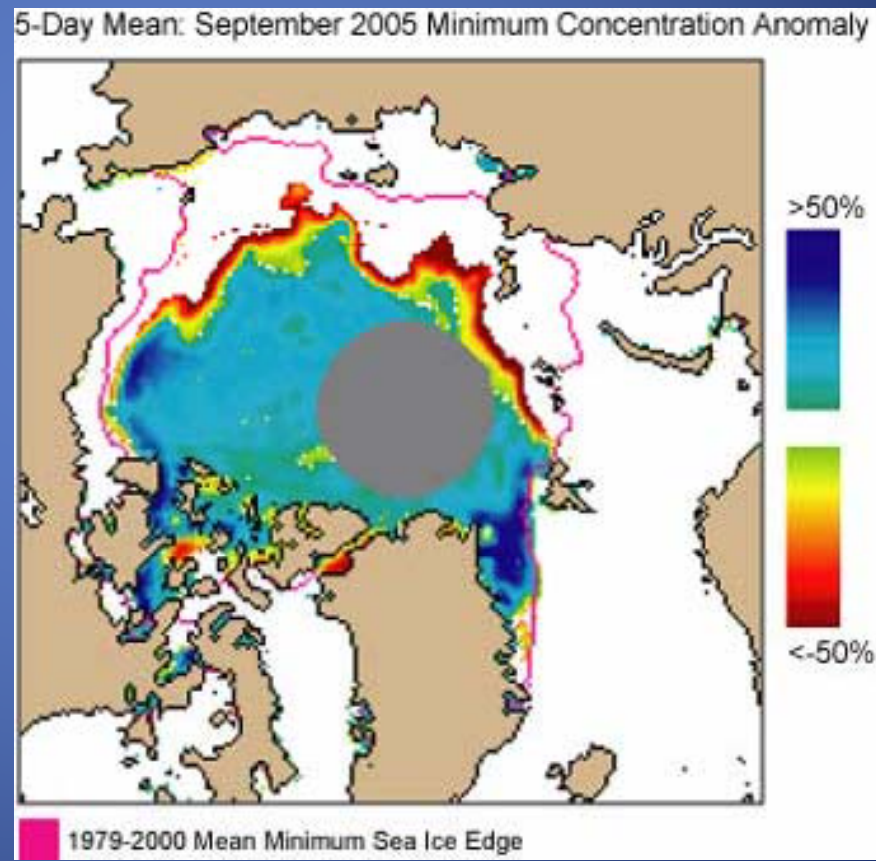 5-Day Mean: September 2005 Minimum Concentration Anomaly
>50%
<-50%
1979-2000 Mean Minimum Sea Ice Edge